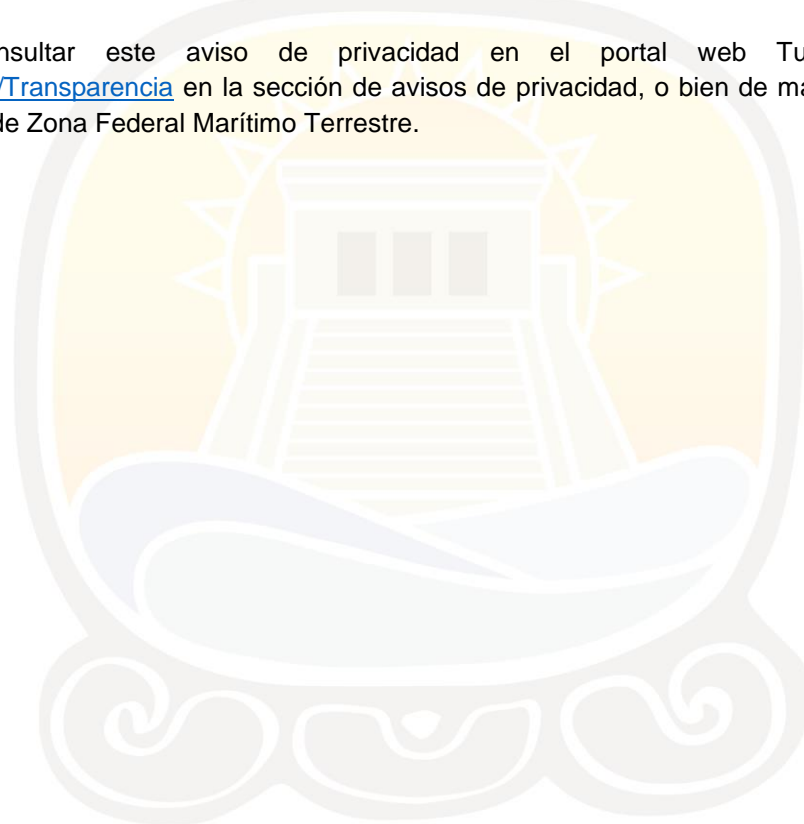 nsultar este aviso de privacidad en el portal web Tu
/Transparencia en la sección de avisos de privacidad, o bien de ma
de Zona Federal Marítimo Terrestre.